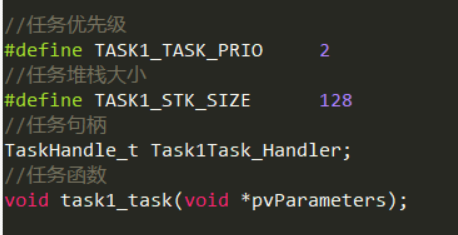 //任务优先级
#define TASK1_TASK_PRIO     2
//任务堆栈大小
#define TASK1_STK_SIZE      128
//任务句柄
TaskHandle_t Task1Task_Handler;
//任务函数
void task1_task(void *pvParameters);